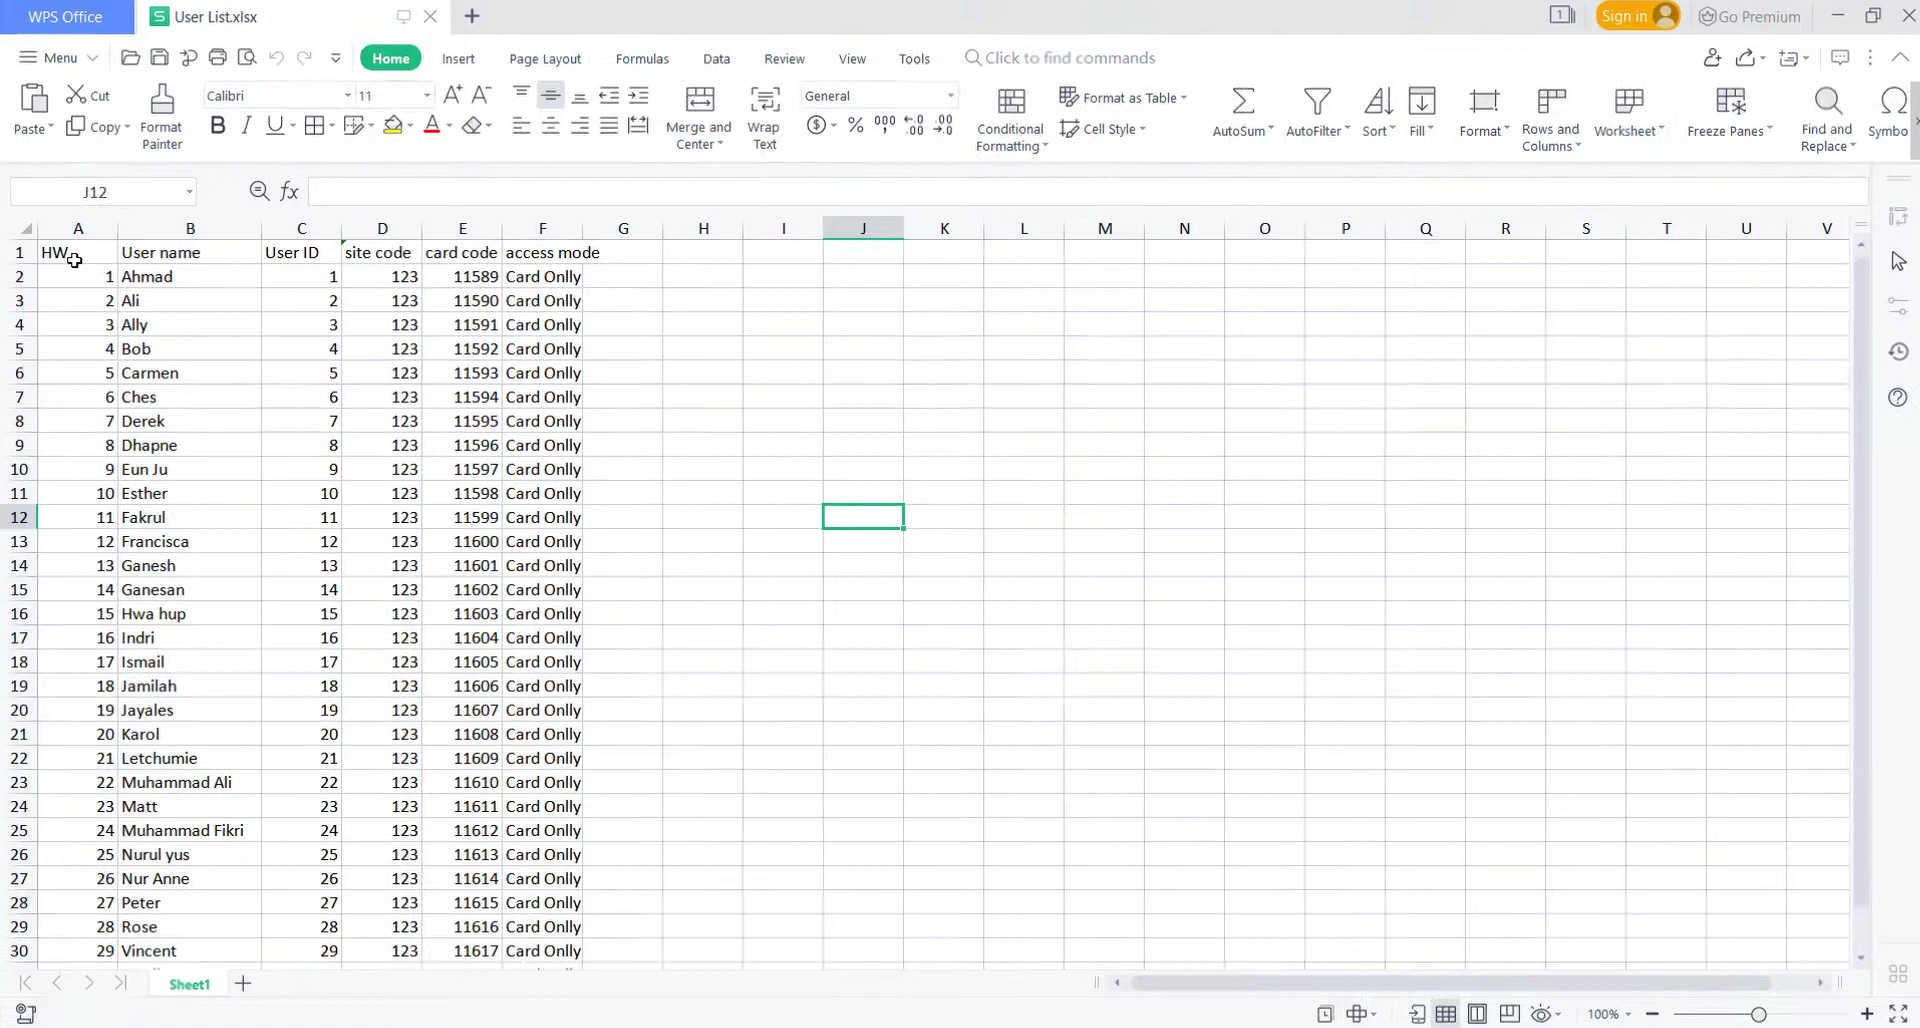 WPS Office User List.xlsx 1 Sign in Go Premium
Menu Home Insert Page Layout Formulas Data Review View Tools Click to find commands
Paste Cut Copy Format Painter Calibri 11 Merge and Center Wrap Text General Conditional Formatting Format as Table Cell Style AutoSum AutoFilter Sort Fill Format Rows and Columns Worksheet Freeze Panes Find and Replace Symbo
J12 fx
A B C D E F G H I J K L M N O P Q R S T U V
1 HW User name User ID site code card code access mode
2 1 Ahmad 1 123 11589 Card Onlly
3 2 Ali 2 123 11590 Card Onlly
4 3 Ally 3 123 11591 Card Onlly
5 4 Bob 4 123 11592 Card Onlly
6 5 Carmen 5 123 11593 Card Onlly
7 6 Ches 6 123 11594 Card Onlly
8 7 Derek 7 123 11595 Card Onlly
9 8 Dhapne 8 123 11596 Card Onlly
10 9 Eun Ju 9 123 11597 Card Onlly
11 10 Esther 10 123 11598 Card Onlly
12 11 Fakrul 11 123 11599 Card Onlly
13 12 Francisca 12 123 11600 Card Onlly
14 13 Ganesh 13 123 11601 Card Onlly
15 14 Ganesan 14 123 11602 Card Onlly
16 15 Hwa hup 15 123 11603 Card Onlly
17 16 Indri 16 123 11604 Card Onlly
18 17 Ismail 17 123 11605 Card Onlly
19 18 Jamilah 18 123 11606 Card Onlly
20 19 Jayales 19 123 11607 Card Onlly
21 20 Karol 20 123 11608 Card Onlly
22 21 Letchumie 21 123 11609 Card Onlly
23 22 Muhammad Ali 22 123 11610 Card Onlly
24 23 Matt 23 123 11611 Card Onlly
25 24 Muhammad Fikri 24 123 11612 Card Onlly
26 25 Nurul yus 25 123 11613 Card Onlly
27 26 Nur Anne 26 123 11614 Card Onlly
28 27 Peter 27 123 11615 Card Onlly
29 28 Rose 28 123 11616 Card Onlly
30 29 Vincent 29 123 11617 Card Onlly
Sheet1
100%